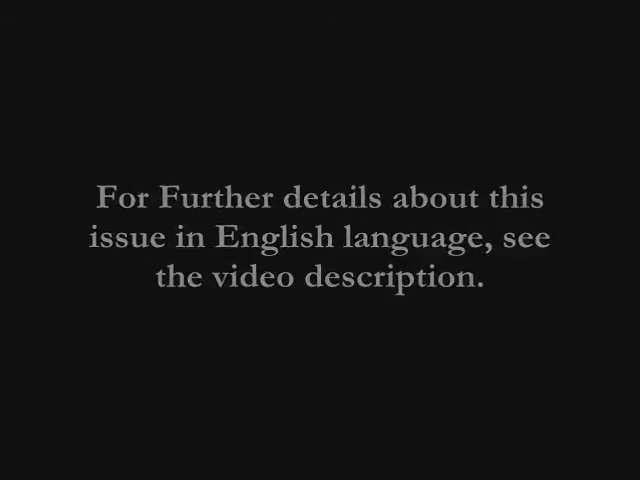 For Further details about this
issue in English language, see
the video description.